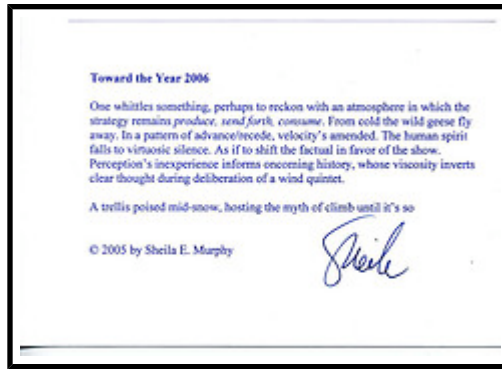 Toward the Year 2006
One whittles something, perhaps to reckon with an atmosphere in which the
strategy remains produce, send forth, consume. From cold the wild geese fly
away. In a pattern of advance/recede, velocity's amended. The human spirit
falls to virtuosic silence. As if to shift the factual in favor of the show.
Perception's inexperience informs oncoming history, whose viscosity inverts
clear thought during deliberation of a wind quintet.
A trellis poised mid-snow, hosting the myth of climb until it's so
© 2005 by Sheila E. Murphy
Sheila